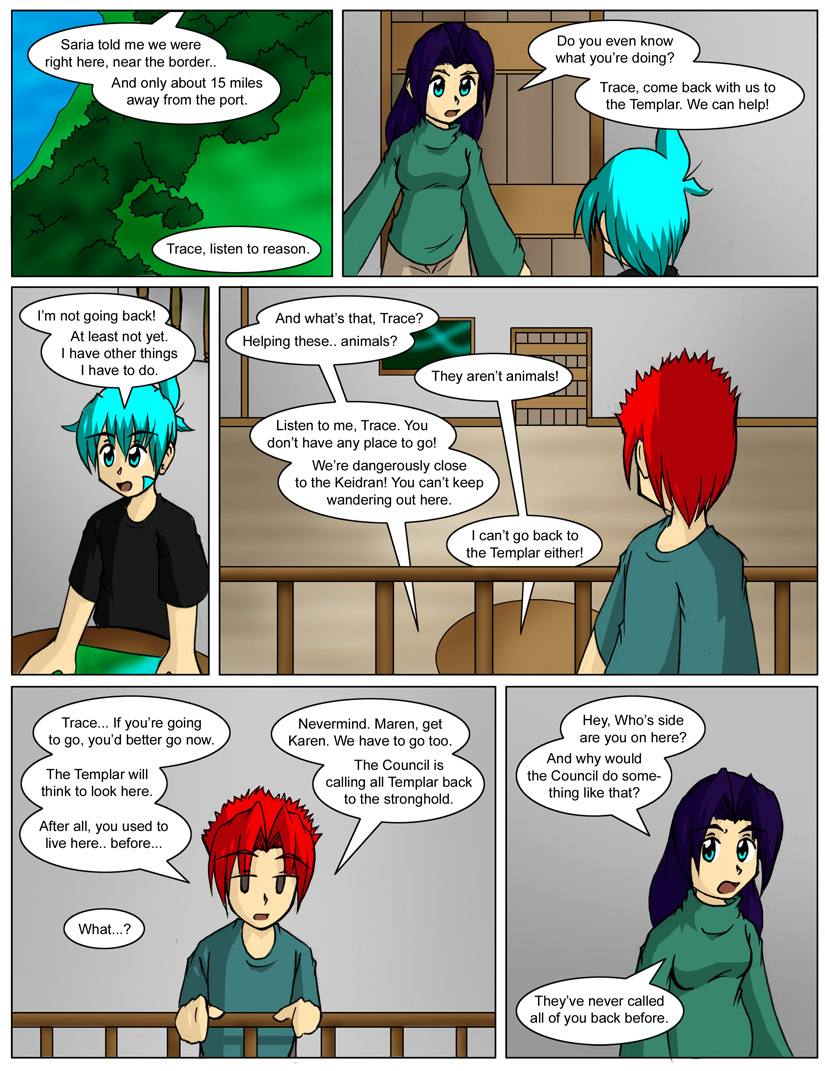 Saria told me we were
right here, near the border..
And only about 15 miles
away from the port.
Trace, listen to reason.
Do you even know
what you're doing?
Trace, come back with us to
the Templar. We can help!
I'm not going back!
At least not yet.
I have other things
I have to do.
And what's that, Trace?
Helping these.. animals?
They aren't animals!
Listen to me, Trace. You
don't have any place to go!
We're dangerously close
to the Keidran! You can't keep
wandering out here.
I can't go back to
the Templar either!
Trace... If you're going
to go, you'd better go now.
The Templar will
think to look here.
After all, you used to
live here.. before...
What...?
Nevermind. Maren, get
Karen. We have to go too.
The Council is
calling all Templar back
to the stronghold.
Hey, Who's side
are you on here?
And why would
the Council do some-
thing like that?
They've never called
all of you back before.